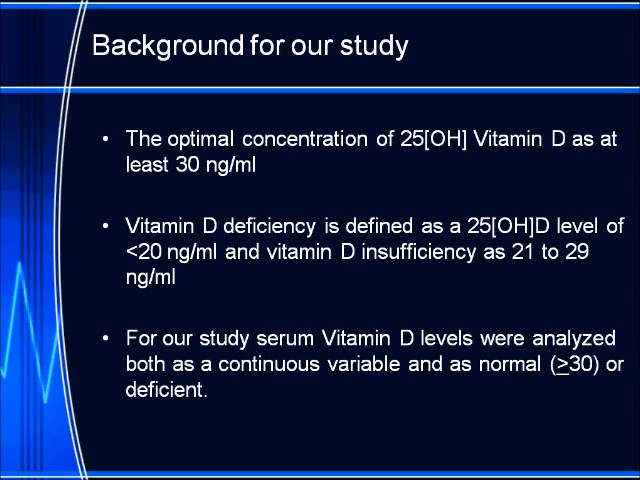 Background for our study
• The optimal concentration of 25[OH] Vitamin D as at
least 30 ng/ml
• Vitamin D deficiency is defined as a 25[OH]D level of
<20 ng/ml and vitamin D insufficiency as 21 to 29
ng/ml
• For our study serum Vitamin D levels were analyzed
both as a continuous variable and as normal (≥30) or
deficient.